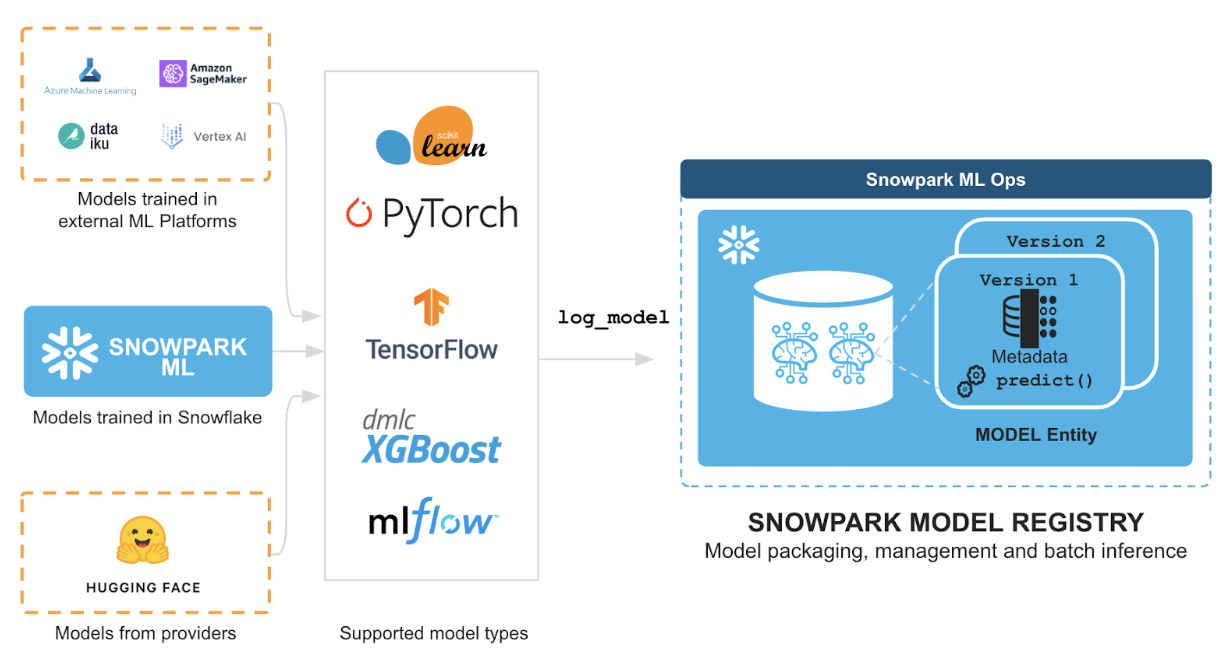 Azure Machine Learning
Amazon
SageMaker
data
iku
Vertex AI
Models trained in
external ML Platforms
SNOWPARK
ML
Models trained in Snowflake
HUGGING FACE
Models from providers
scikit
learn
PyTorch
TensorFlow
dmlc
XGBoost
mlflow™
Supported model types
log_model
Snowpark ML Ops
Version 2
Version 1
Metadata
predict()
MODEL Entity
SNOWPARK MODEL REGISTRY
Model packaging, management and batch inference